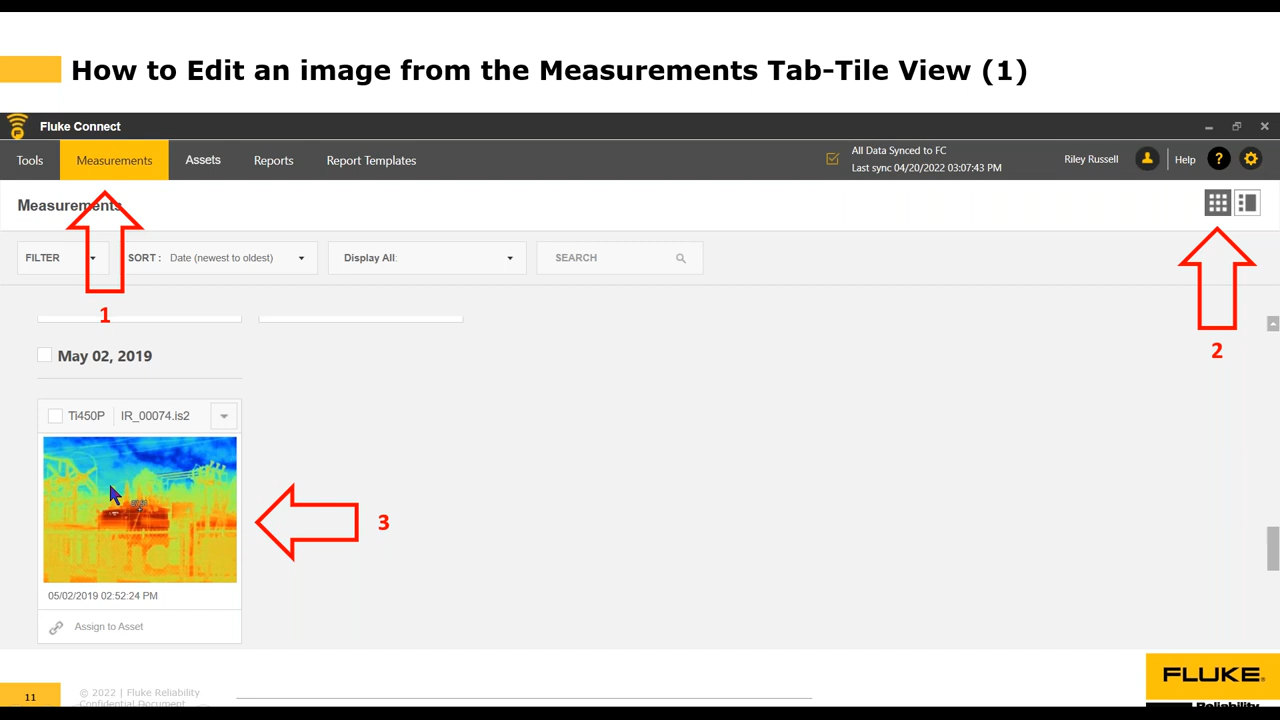 How to Edit an image from the Measurements Tab-Tile View (1)
Fluke Connect
Tools Measurements Assets Reports Report Templates
All Data Synced to FC
Last sync 04/20/2022 03:07:43 PM
Riley Russell Help ?
Measurements
FILTER SORT : Date (newest to oldest) Display All: SEARCH
1
2
May 02, 2019
Ti450P IR_00074.is2
3
05/02/2019 02:52:24 PM
Assign to Asset
FLUKE®
Reliability
11
© 2022 | Fluke Reliability
Confidential Document